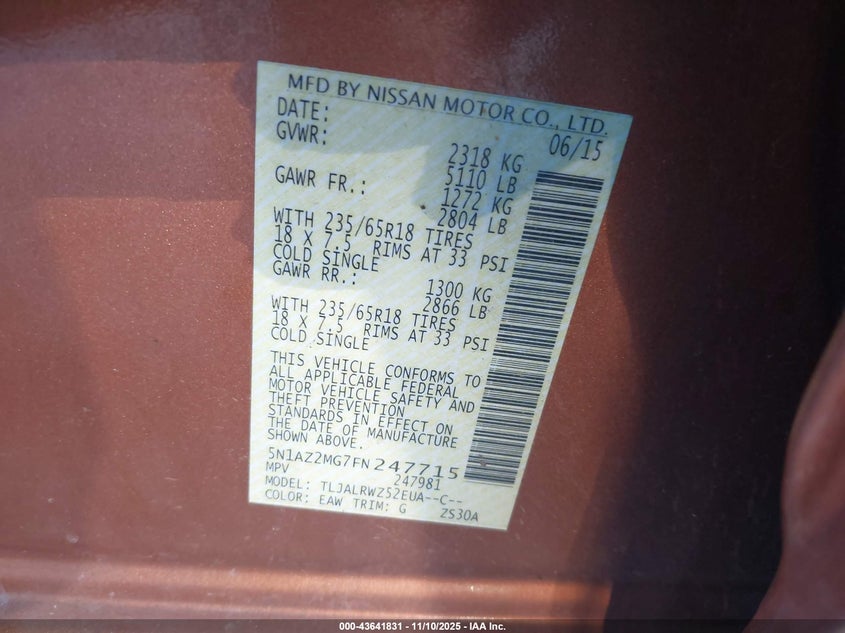 MFD BY NISSAN MOTOR CO., LTD.
DATE: 06/15
GVWR: 2318 KG
5110 LB
GAWR FR.: 1272 KG
2804 LB
WITH 235/65R18 TIRES
18 X 7.5 RIMS AT 33 PSI
COLD SINGLE
GAWR RR.: 1300 KG
2866 LB
WITH 235/65R18 TIRES
18 X 7.5 RIMS AT 33 PSI
COLD SINGLE
THIS VEHICLE CONFORMS TO
ALL APPLICABLE FEDERAL
MOTOR VEHICLE SAFETY AND
THEFT PREVENTION
STANDARDS IN EFFECT ON
THE DATE OF MANUFACTURE
SHOWN ABOVE.
5N1AZ2MG7FN247715
MPV 247981
MODEL: TLJALRWZ52EUA--C--
COLOR: EAW TRIM: G ZS30A
000-43641831 - 11/10/2025 - IAA Inc.